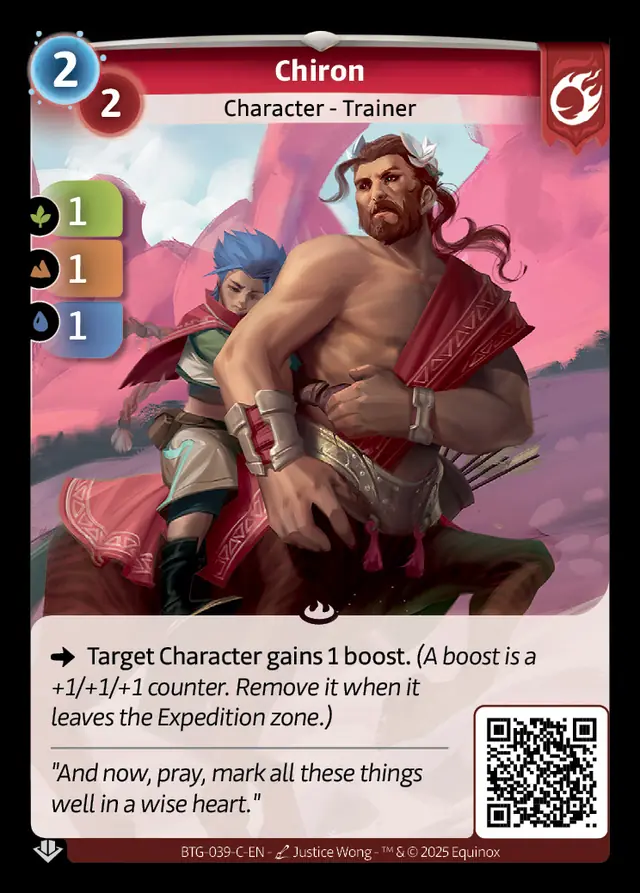 2
Chiron
2
Character - Trainer
1
1
1
Target Character gains 1 boost. (A boost is a
+1/+1/+1 counter. Remove it when it
leaves the Expedition zone.)
"And now, pray, mark all these things
well in a wise heart."
BTG-039-C-EN - Justice Wong - ™ & © 2025 Equinox